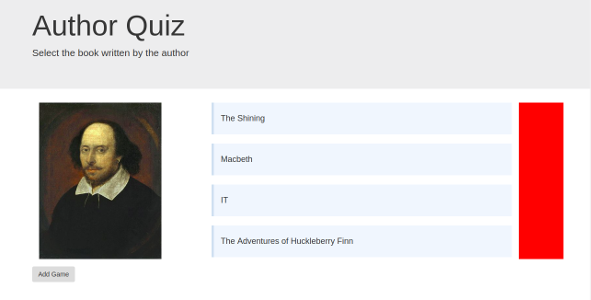 Author Quiz
Select the book written by the author
The Shining
Macbeth
IT
The Adventures of Huckleberry Finn
Add Game